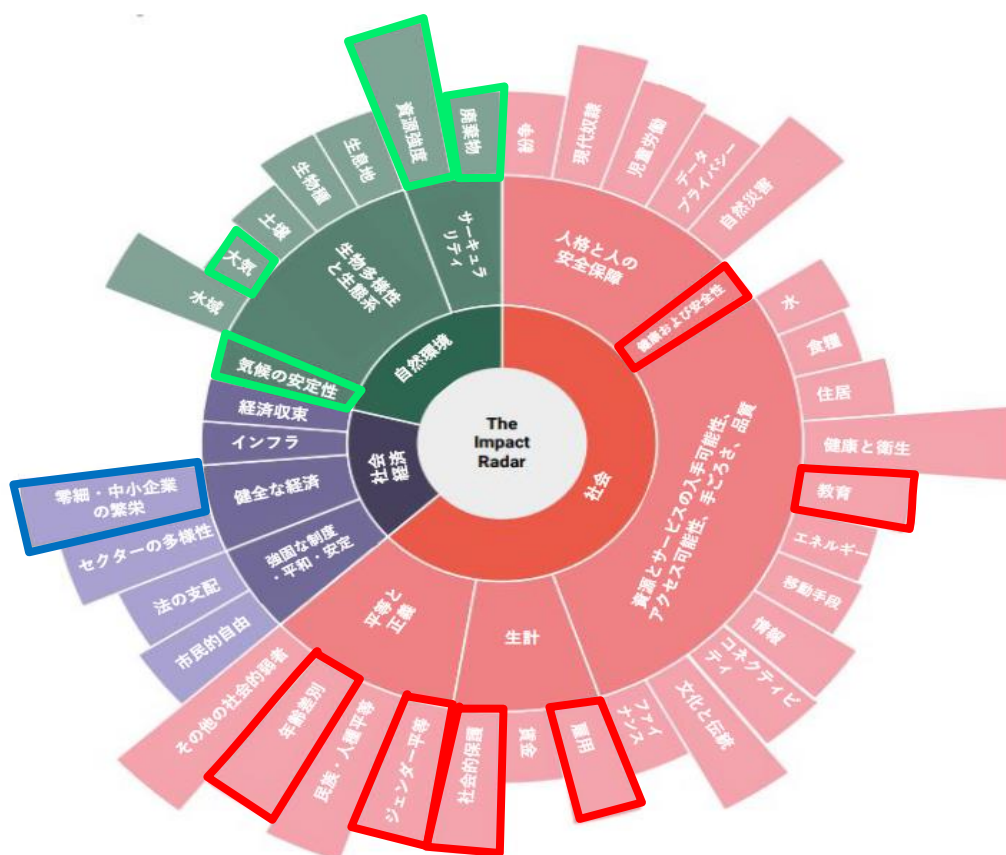 The
Impact
Radar
社会
人格と人の
安全保障
紛争
現代奴隷
児童労働
データ
プライバシー
自然災害
健康および安全性
資源とサービスの入手可能性、
アクセス可能性、手ごろさ、品質
水
食糧
住居
健康と衛生
教育
エネルギー
移動手段
情報
コネクティビ
ティ
文化と伝統
ファイ
ナンス
生計
雇用
賃金
社会的保護
平等と
正義
ジェンダー平等
民族・人種平等
年齢差別
その他の社会的弱者
社会
経済
強固な制度
・平和・安定
市民的自由
法の支配
健全な経済
セクターの多様性
零細・中小企業
の繁栄
インフラ
経済収束
自然環境
気候の安定性
生物多様性
と生態系
水域
大気
土壌
生物種
生息地
サーキュラ
リティ
資源強度
廃棄物